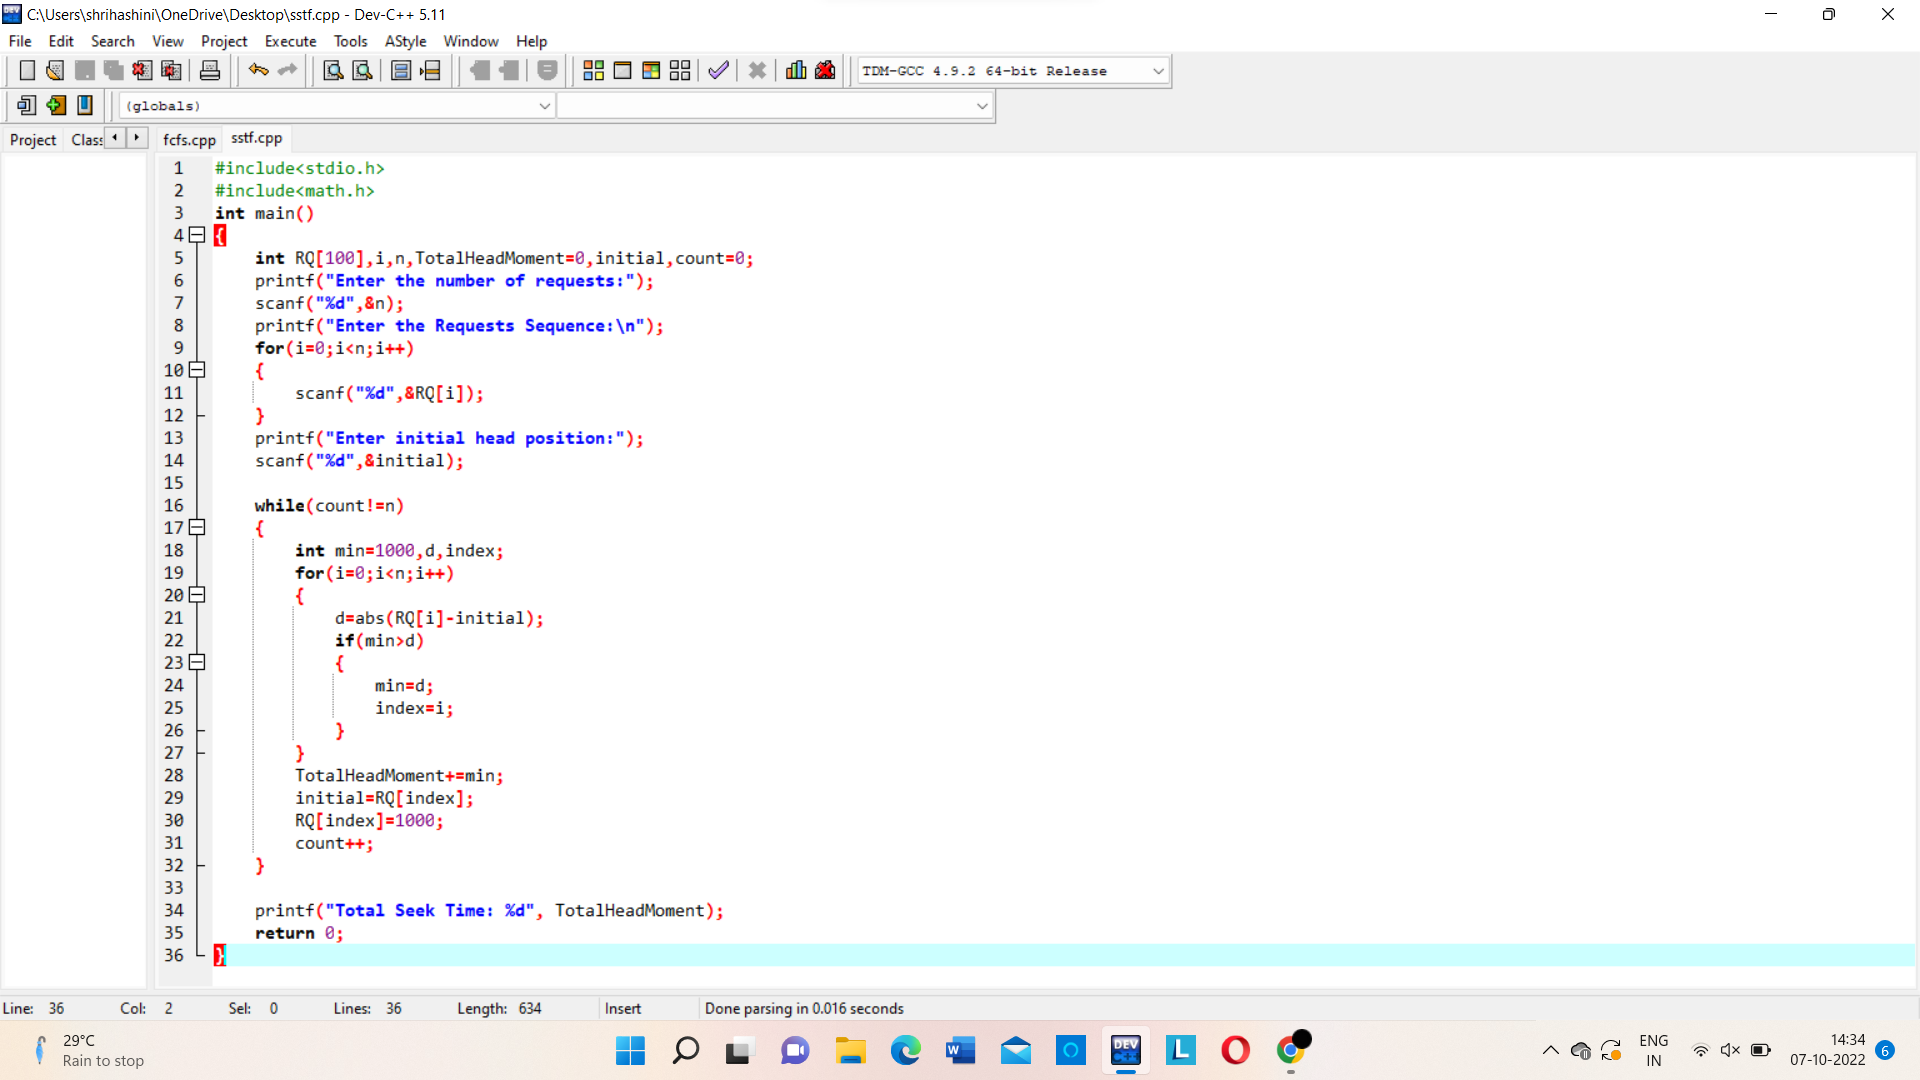 C:\Users\shrihashini\OneDrive\Desktop\sstf.cpp - Dev-C++ 5.11
File Edit Search View Project Execute Tools AStyle Window Help
TDM-GCC 4.9.2 64-bit Release
(globals)
Project Clas fcfs.cpp sstf.cpp
1 #include<stdio.h>
2 #include<math.h>
3 int main()
4 {
5 int RQ[100],i,n,TotalHeadMoment=0,initial,count=0;
6 printf("Enter the number of requests:");
7 scanf("%d",&n);
8 printf("Enter the Requests Sequence:\n");
9 for(i=0;i<n;i++)
10 {
11 scanf("%d",&RQ[i]);
12 }
13 printf("Enter initial head position:");
14 scanf("%d",&initial);
15
16 while(count!=n)
17 {
18 int min=1000,d,index;
19 for(i=0;i<n;i++)
20 {
21 d=abs(RQ[i]-initial);
22 if(min>d)
23 {
24 min=d;
25 index=i;
26 }
27 }
28 TotalHeadMoment+=min;
29 initial=RQ[index];
30 RQ[index]=1000;
31 count++;
32 }
33
34 printf("Total Seek Time: %d", TotalHeadMoment);
35 return 0;
36 }
Line: 36 Col: 2 Sel: 0 Lines: 36 Length: 634 Insert Done parsing in 0.016 seconds
29°C
Rain to stop
W
DEV
C++
L
ENG
IN
14:34
07-10-2022
6